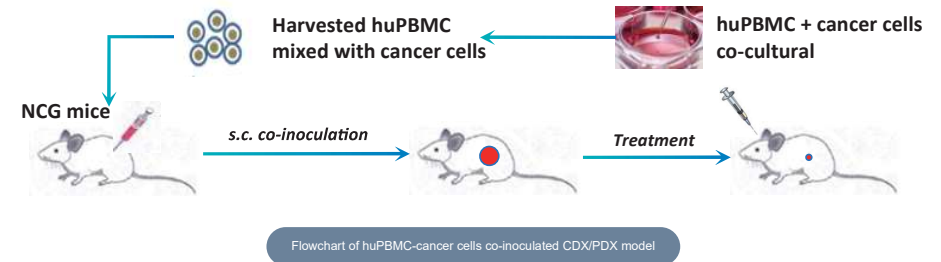 Harvested huPBMC
mixed with cancer cells
huPBMC + cancer cells
co-cultural
NCG mice
s.c. co-inoculation
Treatment
Flowchart of huPBMC-cancer cells co-inoculated CDX/PDX model